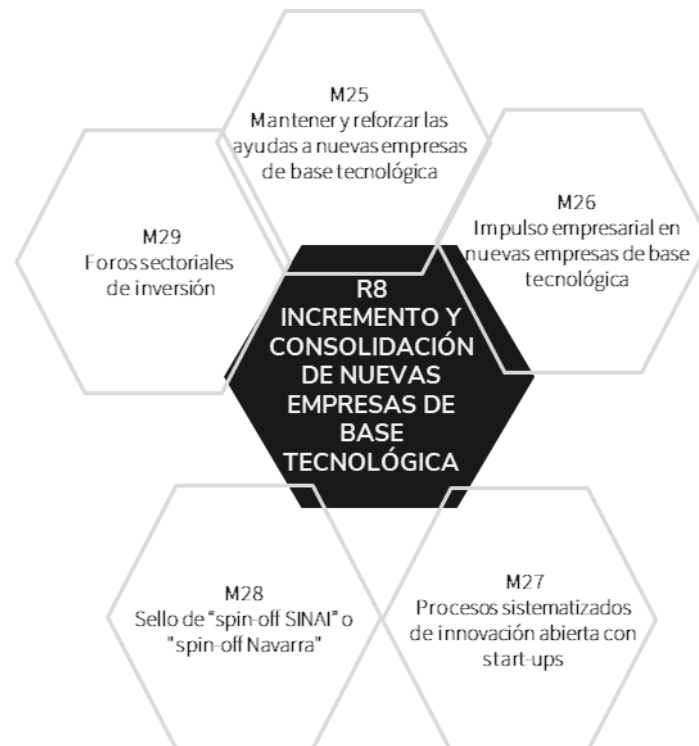 M25
Mantener y reforzar las
ayudas a nuevas empresas
de base tecnológica
M26
Impulso empresarial en
nuevas empresas de base
tecnológica
M29
Foros sectoriales
de inversión
R8
INCREMENTO Y
CONSOLIDACIÓN
DE NUEVAS
EMPRESAS DE
BASE
TECNOLÓGICA
M28
Sello de “spin-off SINAI” o
"spin-off Navarra"
M27
Procesos sistematizados
de innovación abierta con
start-ups